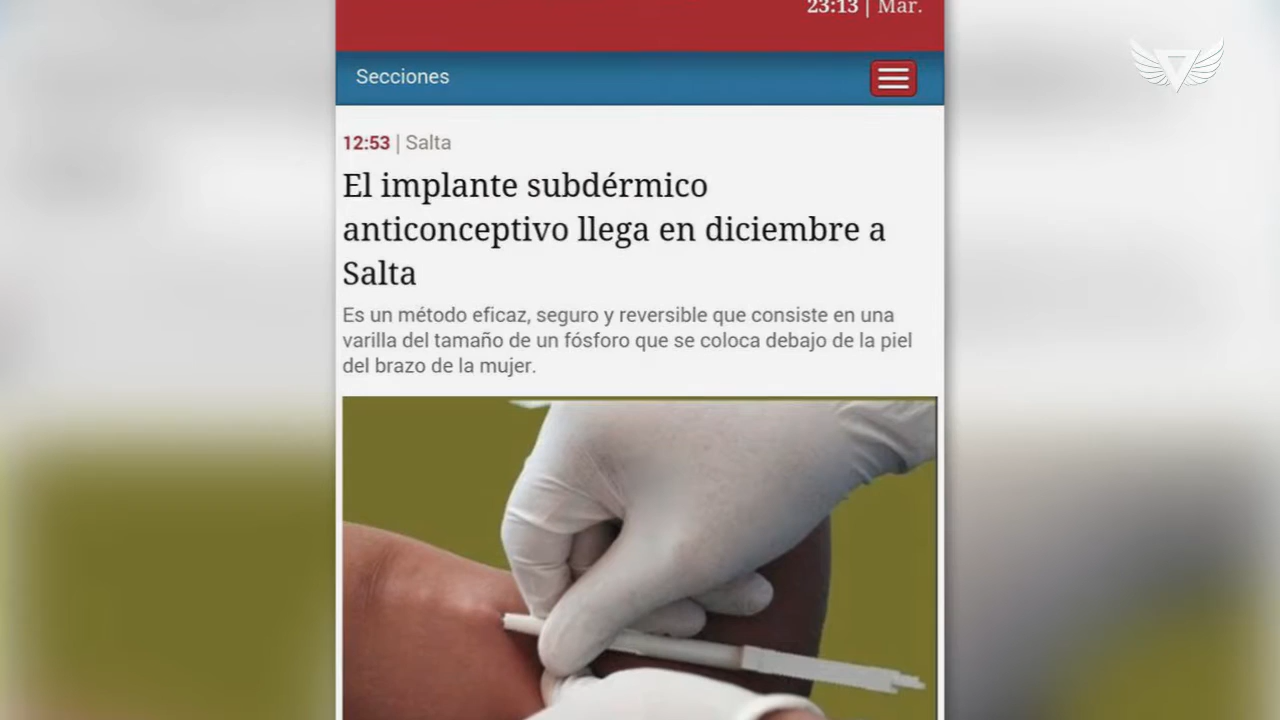 23:13 | Mar.
Secciones
12:53 | Salta
El implante subdérmico
anticonceptivo llega en diciembre a
Salta
Es un método eficaz, seguro y reversible que consiste en una
varilla del tamaño de un fósforo que se coloca debajo de la piel
del brazo de la mujer.